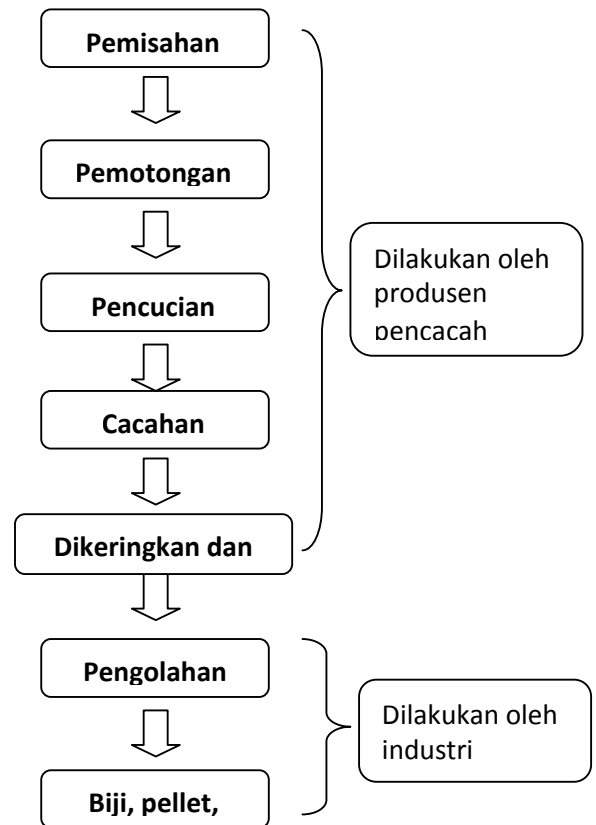 Pemisahan
Pemotongan
Pencucian
Cacahan
Dikeringkan dan
Dilakukan oleh
produsen
pencacah
Pengolahan
Biji, pellet,
Dilakukan oleh
industri